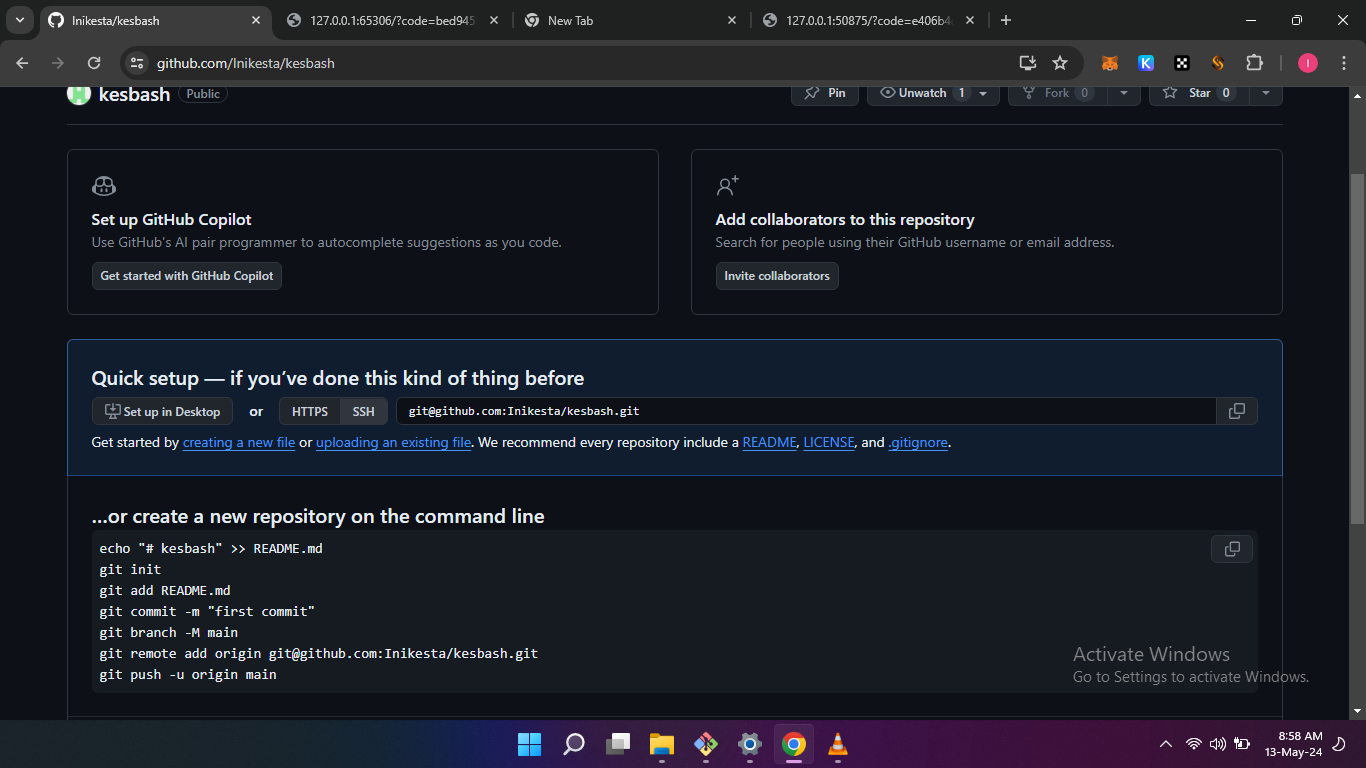 Inikesta/kesbash
127.0.0.1:65306/?code=bed945
New Tab
127.0.0.1:50875/?code=e406b4
github.com/Inikesta/kesbash
K
I
kesbash Public
Pin
Unwatch 1
Fork 0
Star 0
Set up GitHub Copilot
Use GitHub's AI pair programmer to autocomplete suggestions as you code.
Get started with GitHub Copilot
Add collaborators to this repository
Search for people using their GitHub username or email address.
Invite collaborators
Quick setup — if you’ve done this kind of thing before
Set up in Desktop or HTTPS SSH git@github.com:Inikesta/kesbash.git
Get started by creating a new file or uploading an existing file. We recommend every repository include a README, LICENSE, and .gitignore.
…or create a new repository on the command line
echo "# kesbash" >> README.md
git init
git add README.md
git commit -m "first commit"
git branch -M main
git remote add origin git@github.com:Inikesta/kesbash.git
git push -u origin main
Activate Windows
Go to Settings to activate Windows.
8:58 AM
13-May-24